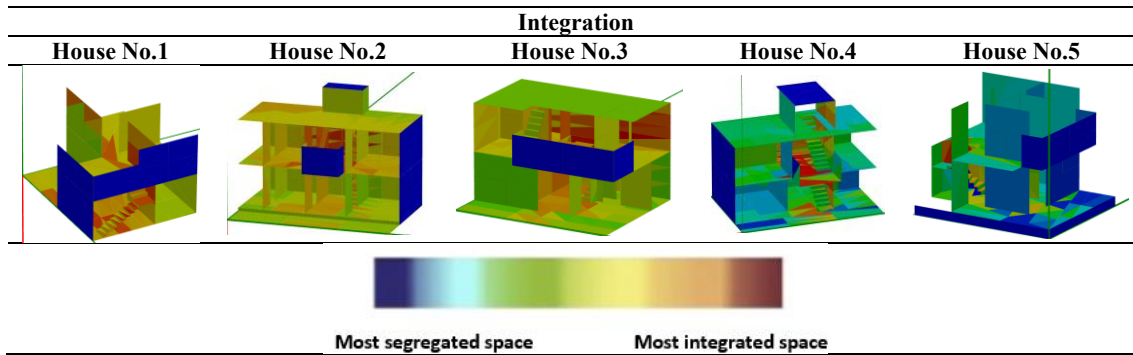 Integration
House No.1 House No.2 House No.3 House No.4 House No.5
Most segregated space Most integrated space